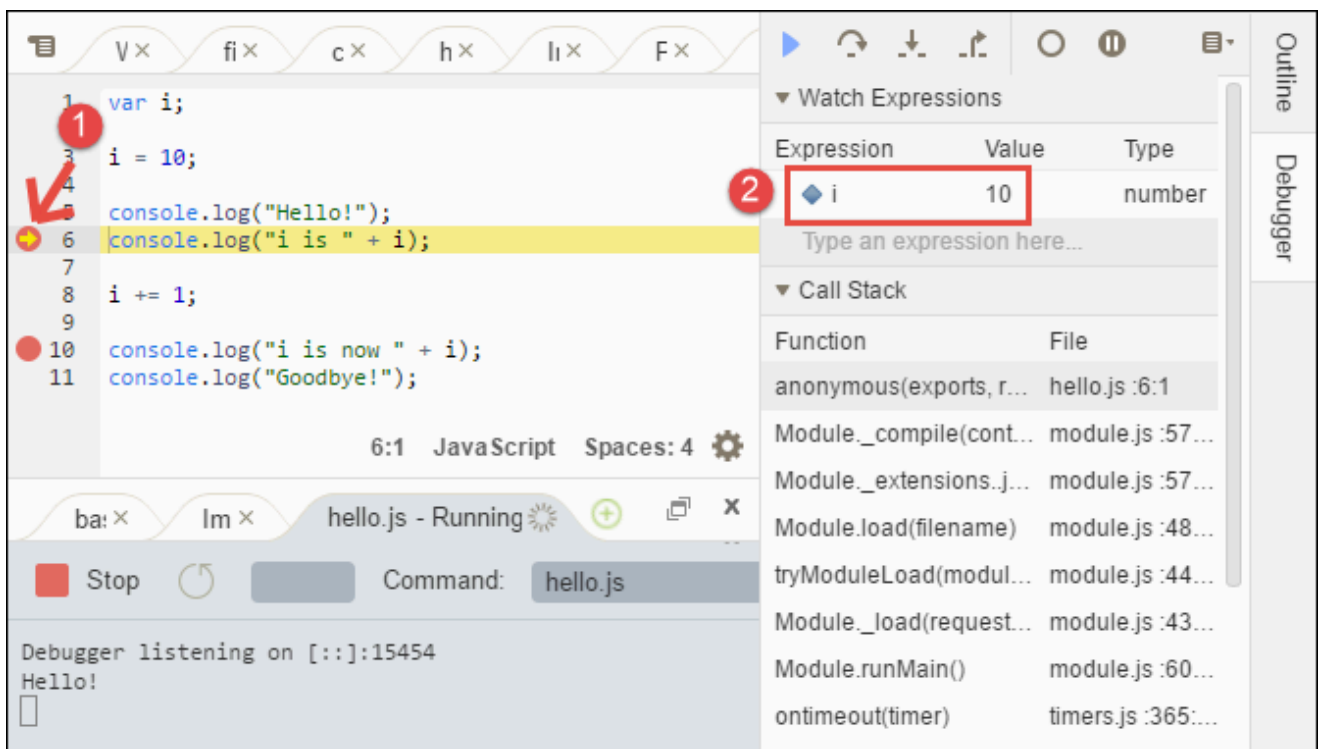 V
fi
c
h
F
1 var i;
1
3 i = 10;
4
5 console.log("Hello!");
6 console.log("i is " + i);
7
8 i += 1;
9
10 console.log("i is now " + i);
11 console.log("Goodbye!");
6:1 JavaScript Spaces: 4
Im
hello.js - Running
Stop
Command: hello.js
Debugger listening on [::]:15454
Hello!
Watch Expressions
Expression Value Type
2
i 10 number
Type an expression here...
Call Stack
Function File
anonymous(exports, r... hello.js :6:1
Module._compile(cont... module.js :57...
Module._extensions..j... module.js :57...
Module.load(filename) module.js :48...
tryModuleLoad(modul... module.js :44...
Module._load(request... module.js :43...
Module.runMain() module.js :60...
ontimeout(timer) timers.js :365:...
Outline
Debugger